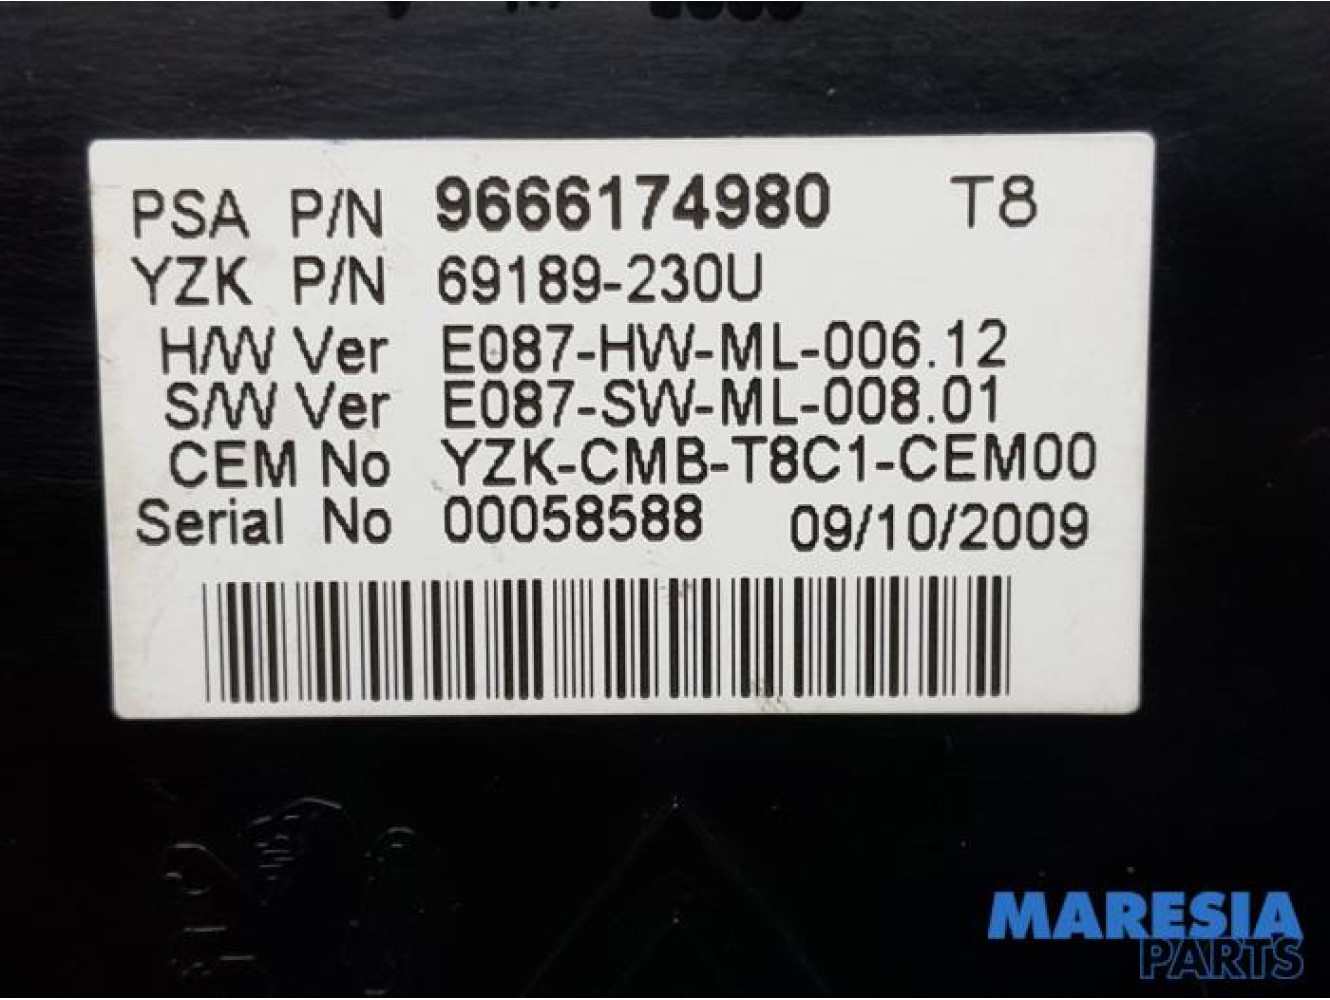 PSA P/N 9666174980 T8
YZK P/N 69189-230U
H/W Ver E087-HW-ML-006.12
S/W Ver E087-SW-ML-008.01
CEM No YZK-CMB-T8C1-CEM00
Serial No 00058588 09/10/2009
MARESIA
PARTS